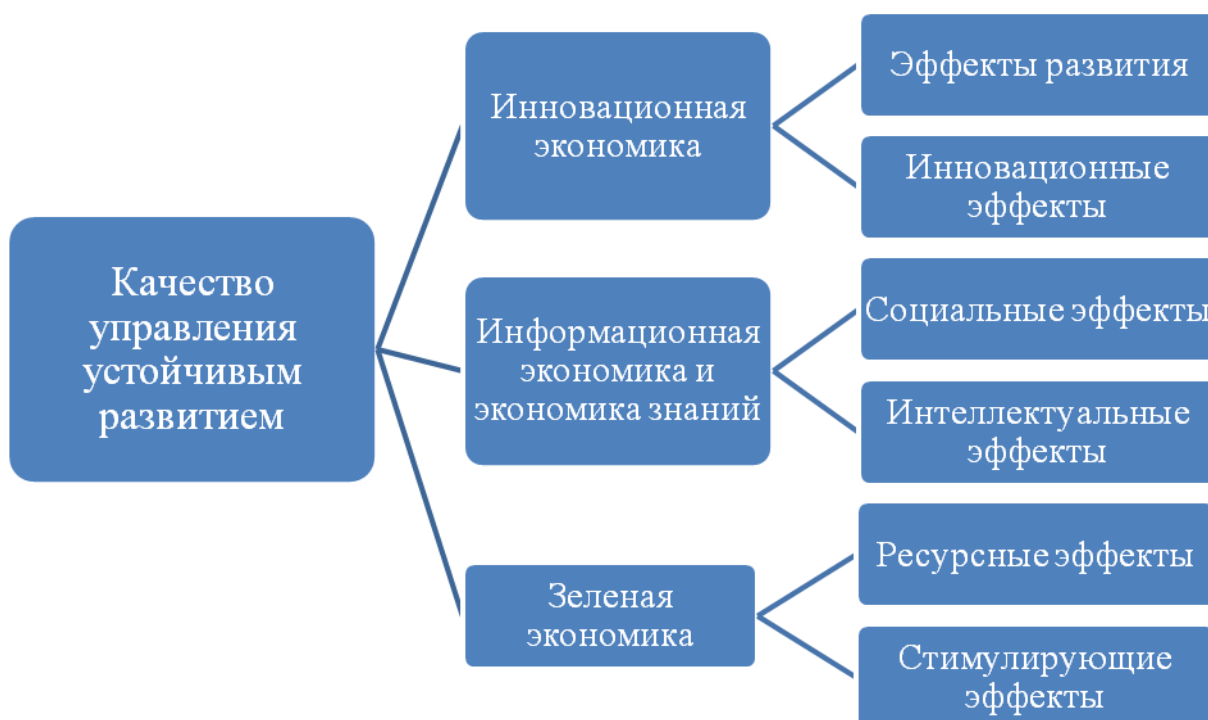 Качество
управления
устойчивым
развитием
Инновационная
экономика
Эффекты развития
Инновационные
эффекты
Информационная
экономика и
экономика знаний
Социальные эффекты
Интеллектуальные
эффекты
Зеленая
экономика
Ресурсные эффекты
Стимулирующие
эффекты